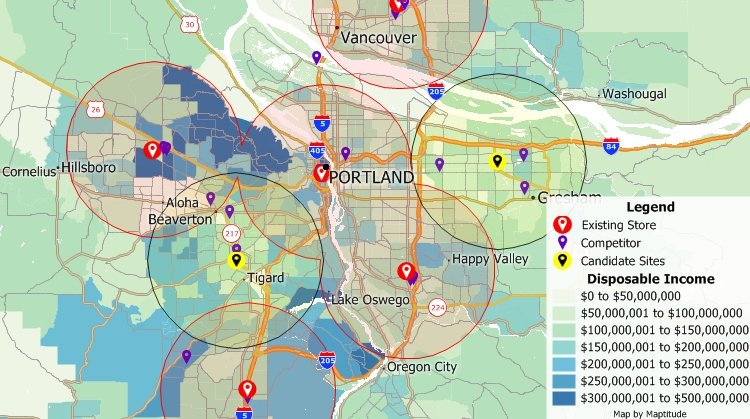 30
Vancouver
205
Washougal
26
5
84
405
Cornelius
Hillsboro
PORTLAND
Gresham
Aloha
Beaverton
217
Tigard
Happy Valley
Lake Oswego
224
205
Oregon City
5
Legend
Existing Store
Competitor
Candidate Sites
Disposable Income
$0 to $50,000,000
$50,000,001 to $100,000,000
$100,000,001 to $150,000,000
$150,000,001 to $200,000,000
$200,000,001 to $250,000,000
$250,000,001 to $300,000,000
$300,000,001 to $500,000,000
Map by Maptitude